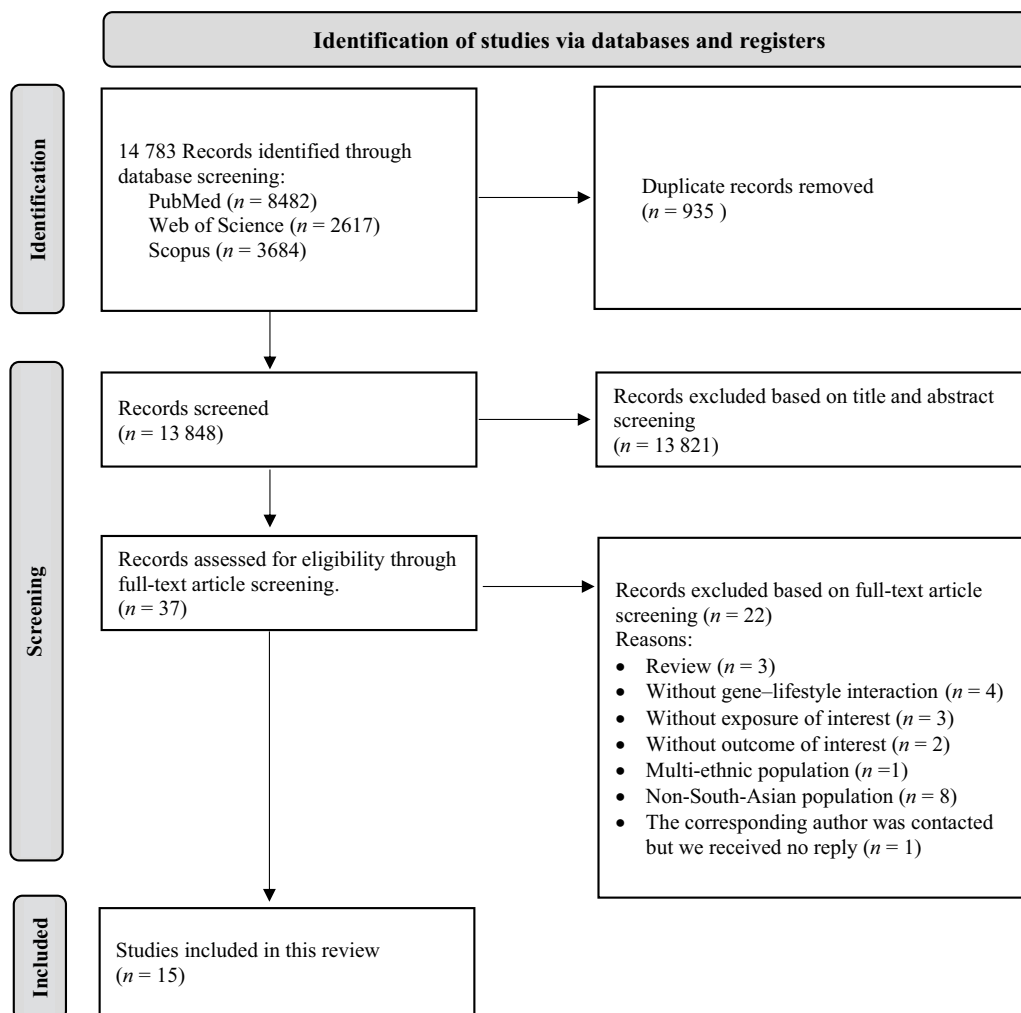 Identification of studies via databases and registers
Identification
14 783 Records identified through
database screening:
PubMed (n = 8482)
Web of Science (n = 2617)
Scopus (n = 3684)
Duplicate records removed
(n = 935 )
Screening
Records screened
(n = 13 848)
Records excluded based on title and abstract
screening
(n = 13 821)
Records assessed for eligibility through
full-text article screening.
(n = 37)
Records excluded based on full-text article
screening (n = 22)
Reasons:
• Review (n = 3)
• Without gene–lifestyle interaction (n = 4)
• Without exposure of interest (n = 3)
• Without outcome of interest (n = 2)
• Multi-ethnic population (n =1)
• Non-South-Asian population (n = 8)
• The corresponding author was contacted
but we received no reply (n = 1)
Included
Studies included in this review
(n = 15)